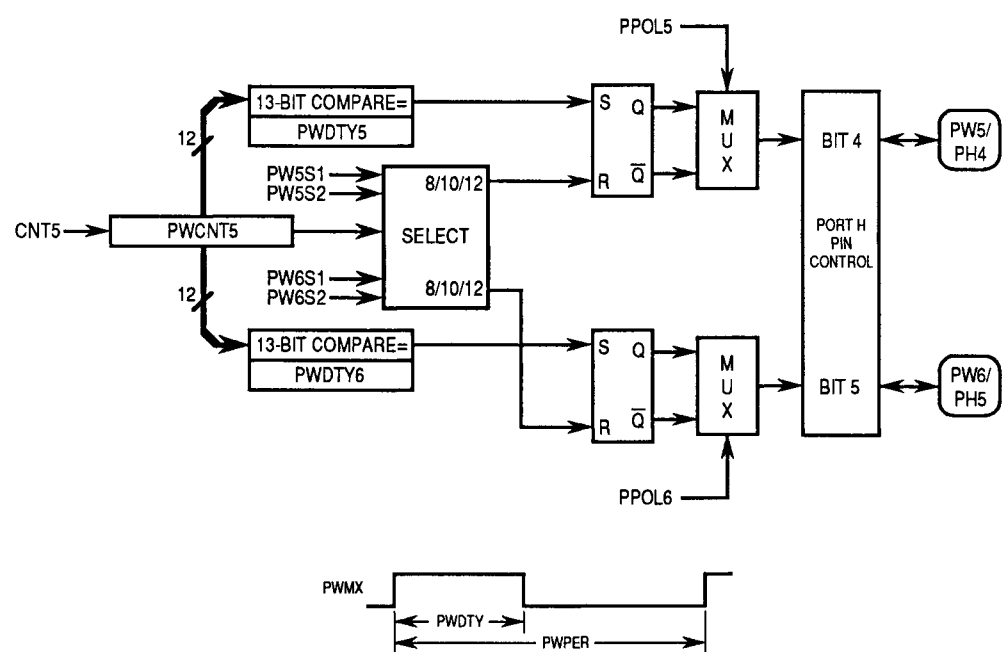 PPOL5
13-BIT COMPARE=
PWDTY5
12
S Q
R Q̅
MUX
BIT 4
PW5/
PH4
PW5S1
PW5S2
8/10/12
CNT5
PWCNT5
SELECT
PORT H
PIN
CONTROL
PW6S1
PW6S2
8/10/12
12
13-BIT COMPARE=
PWDTY6
S Q
R Q̅
MUX
BIT 5
PW6/
PH5
PPOL6
PWMX
PWDTY
PWPER